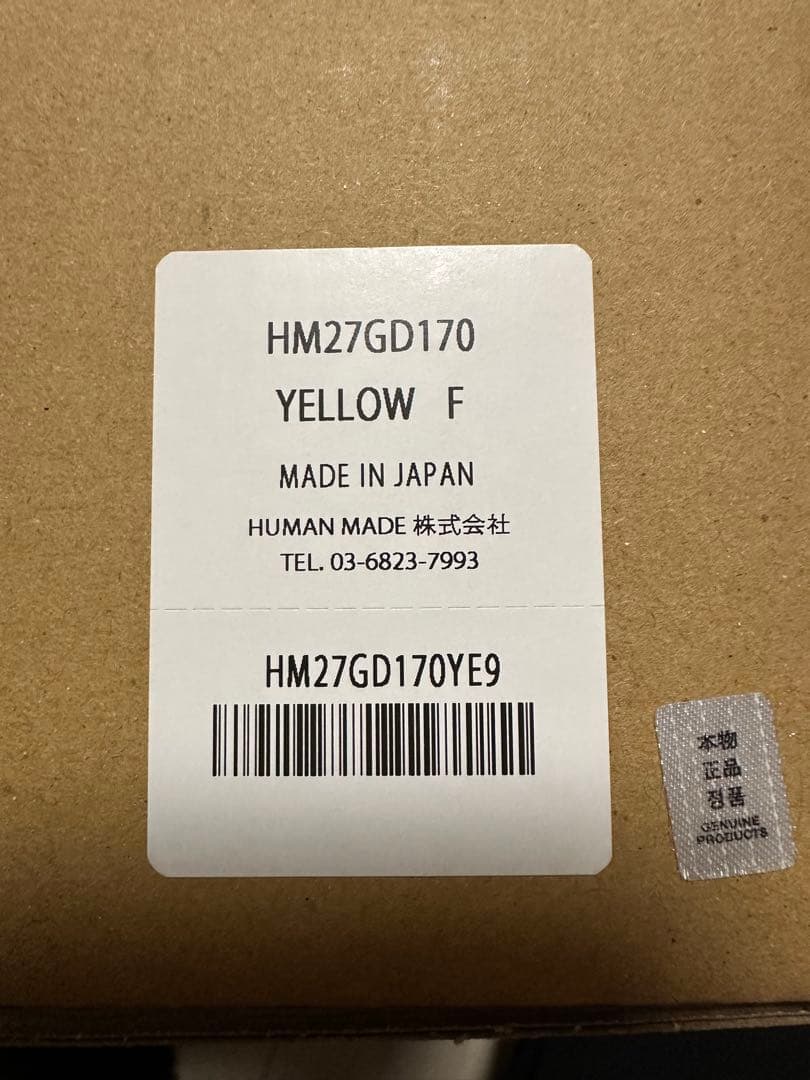 HM27GD170
YELLOW F
MADE IN JAPAN
HUMAN MADE 株式会社
TEL. 03-6823-7993
HM27GD170YE9
本物
正品
정품
GENUINE
PRODUCTS